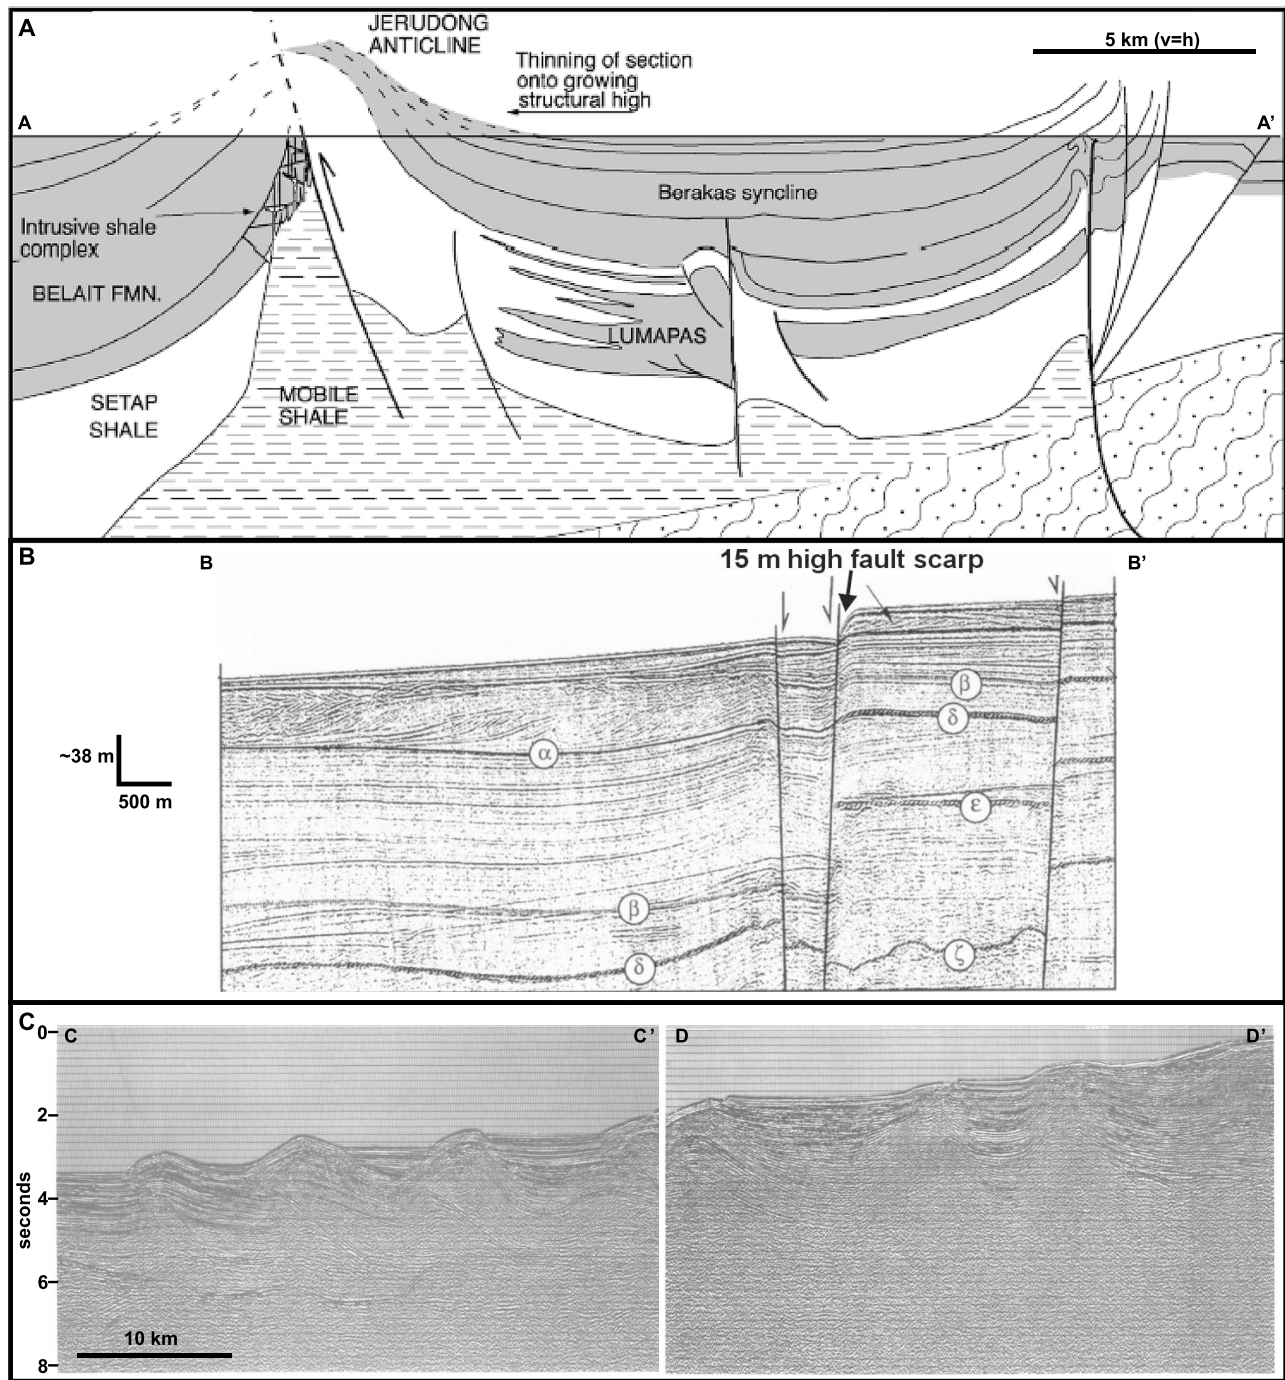 A
JERUDONG
ANTICLINE
5 km (v=h)
Thinning of section
onto growing
structural high
A
A'
Berakas syncline
Intrusive shale
complex
BELAIT FMN.
LUMAPAS
SETAP
SHALE
MOBILE
SHALE
B
B
15 m high fault scarp
B'
β
δ
~38 m
500 m
α
ε
β
δ
ζ
C
0
C
C'
D
D'
2
4
seconds
6
10 km
8